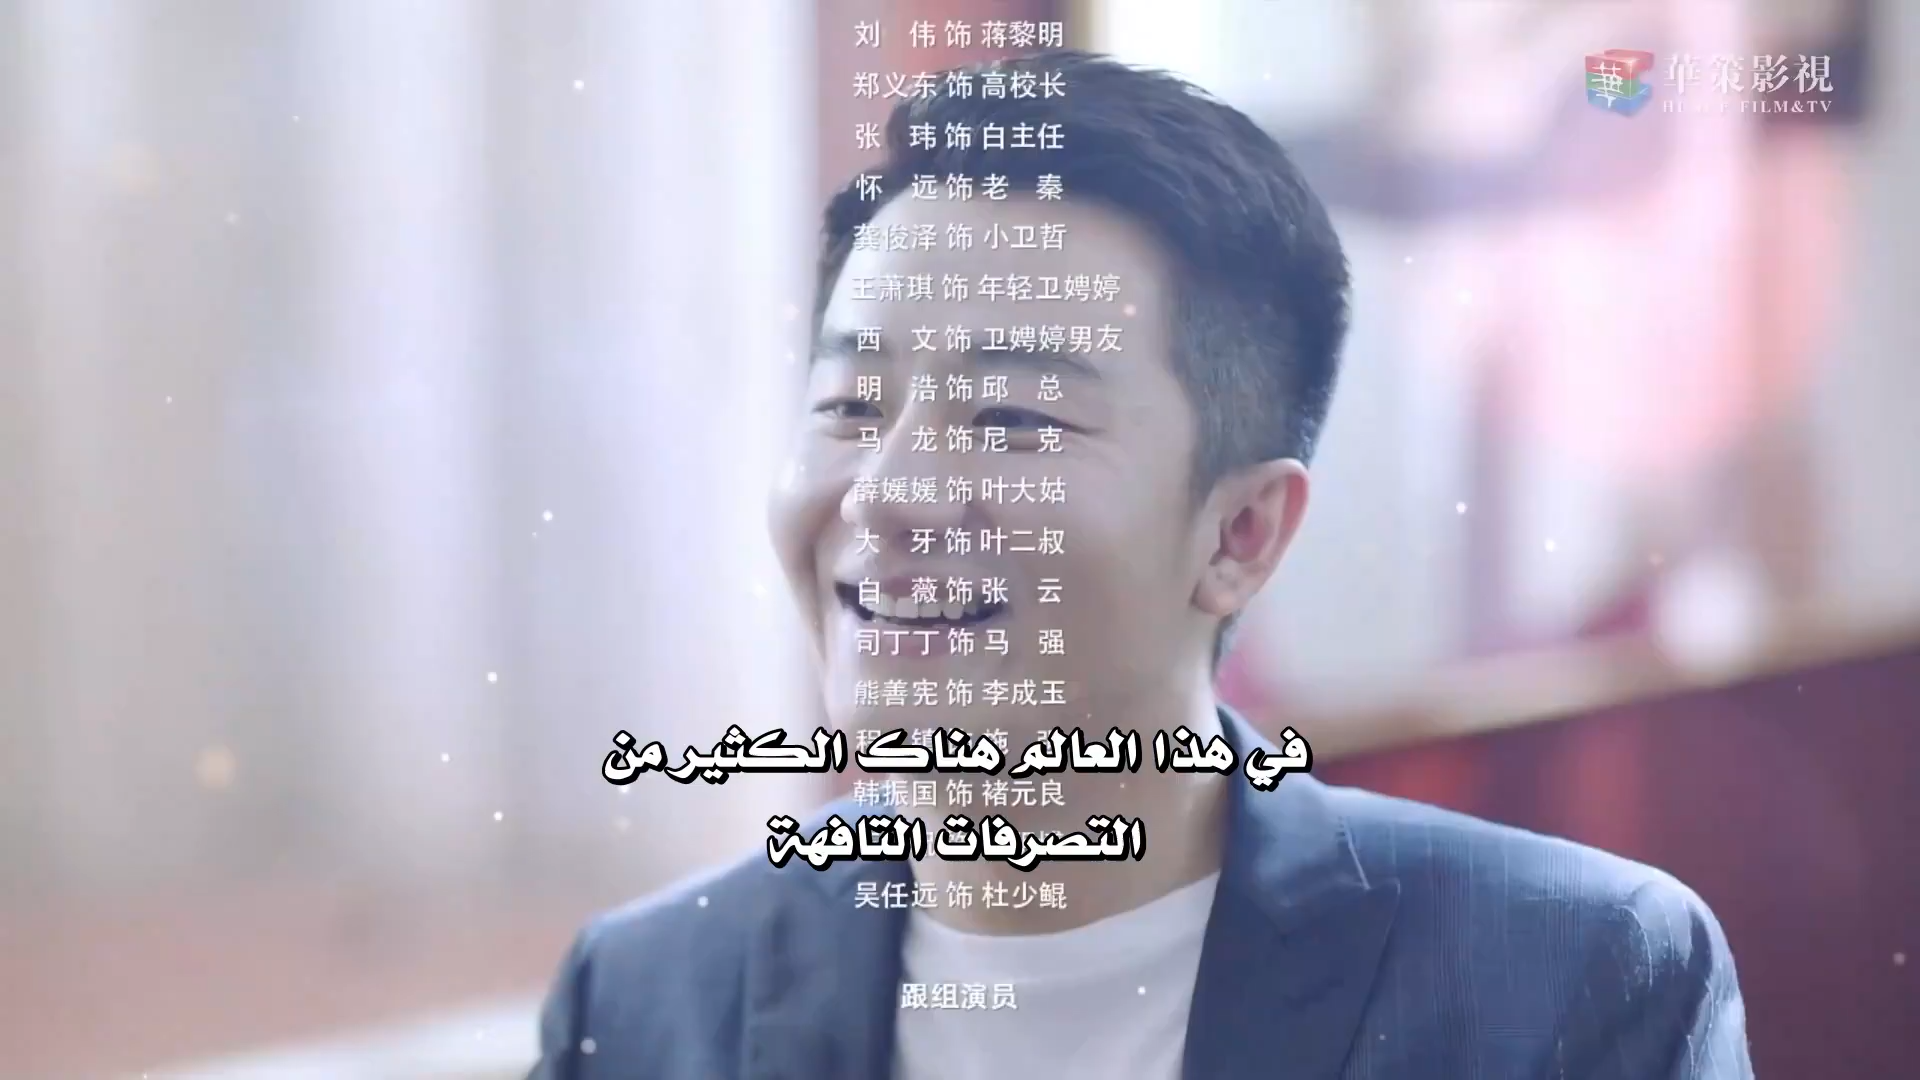 刘 伟 饰 蒋黎明
華策影視
HUACE FILM&TV
郑义东 饰 高校长
张 玮 饰 白主任
怀 远 饰 老 秦
龚俊泽 饰 小卫哲
王萧琪 饰 年轻卫娉婷
西 文 饰 卫娉婷男友
明 浩 饰 邱 总
马 龙 饰 尼 克
薛媛媛 饰 叶大姑
大 牙 饰 叶二叔
白 薇 饰 张 云
司丁丁 饰 马 强
熊善宪 饰 李成玉
في هذا العالم هناك الكثير من
韩振国 饰 褚元良
التصرفات التافهة
吴任远 饰 杜少鲲
跟组演员